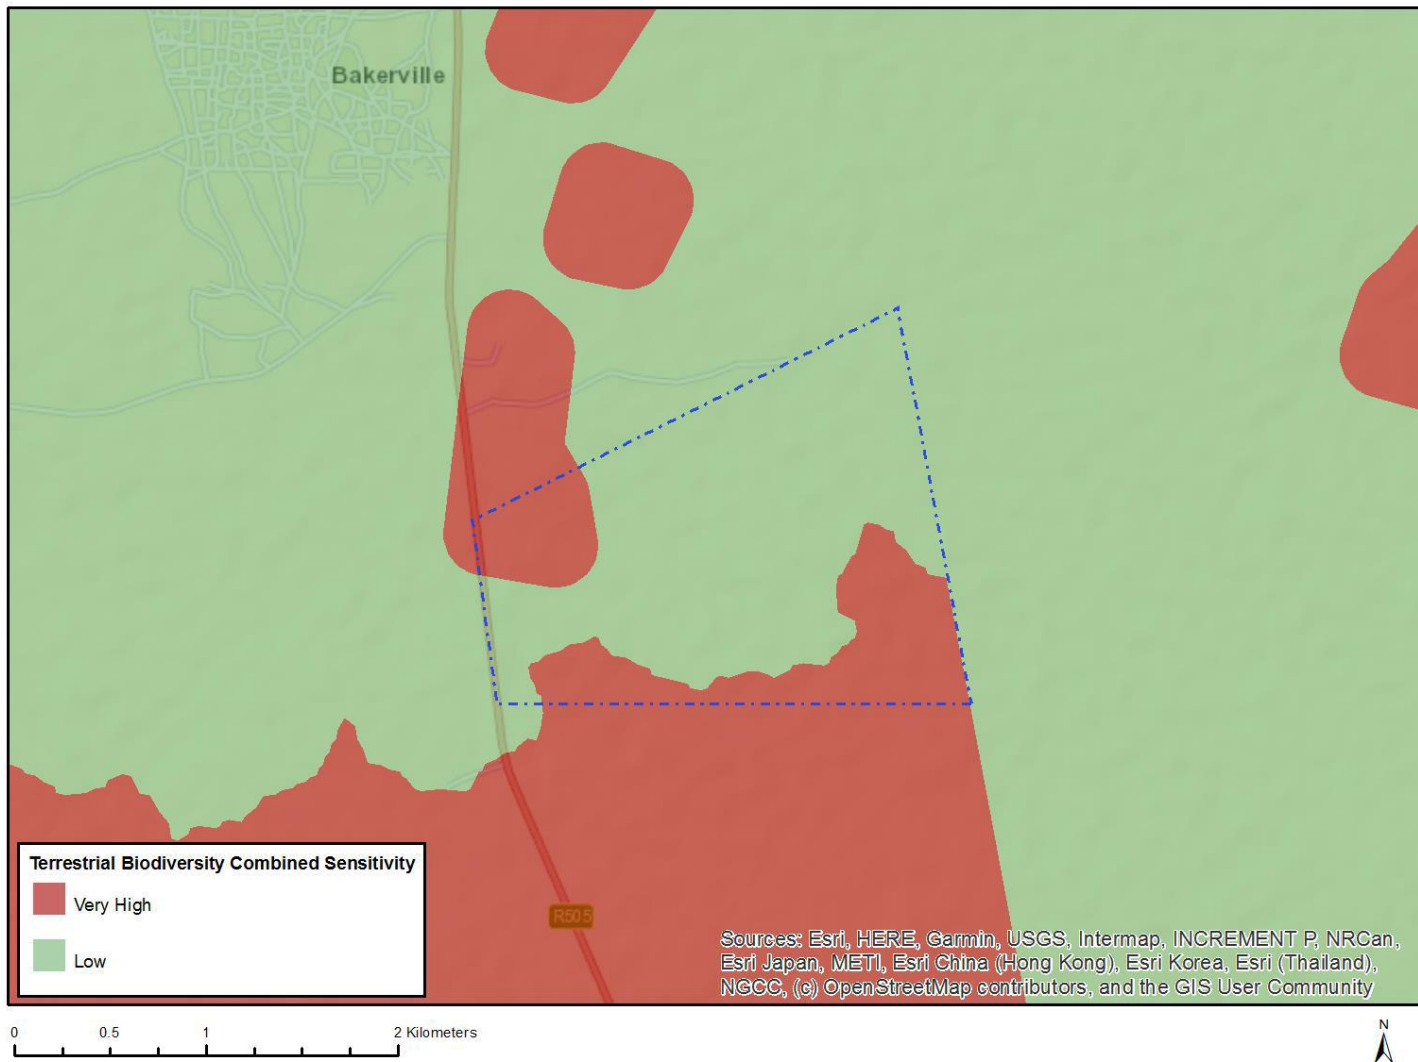 Bakerville
Terrestrial Biodiversity Combined Sensitivity
Very High
Low
R505
Sources: Esri, HERE, Garmin, USGS, Intermap, INCREMENT P, NRCan,
Esri Japan, METI, Esri China (Hong Kong), Esri Korea, Esri (Thailand),
NGCC, (c) OpenStreetMap contributors, and the GIS User Community
0 0.5 1 2 Kilometers
N